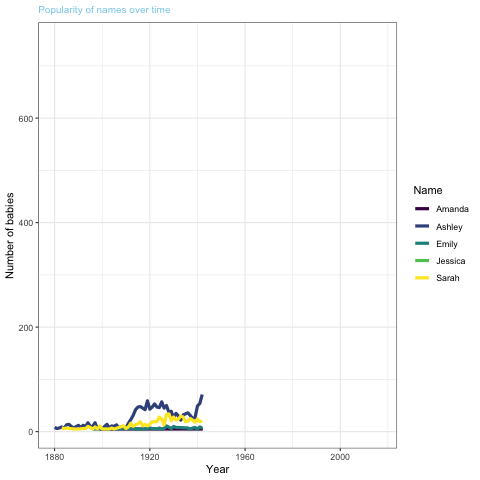 Popularity of names over time
Number of babies
600
400
200
0
1880
1920
1960
2000
Year
Name
Amanda
Ashley
Emily
Jessica
Sarah